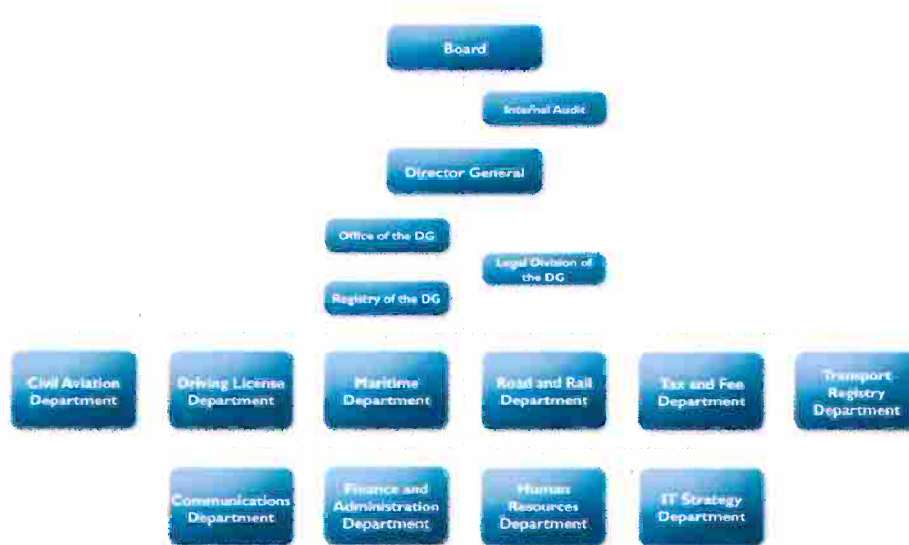 Board
Internal Audit
Director General
Office of the DG
Legal Division of
the DG
Registry of the DG
Civil Aviation
Department
Driving License
Department
Maritime
Department
Road and Rail
Department
Tax and Fee
Department
Transport
Registry
Department
Communications
Department
Finance and
Administration
Department
Human
Resources
Department
IT Strategy
Department